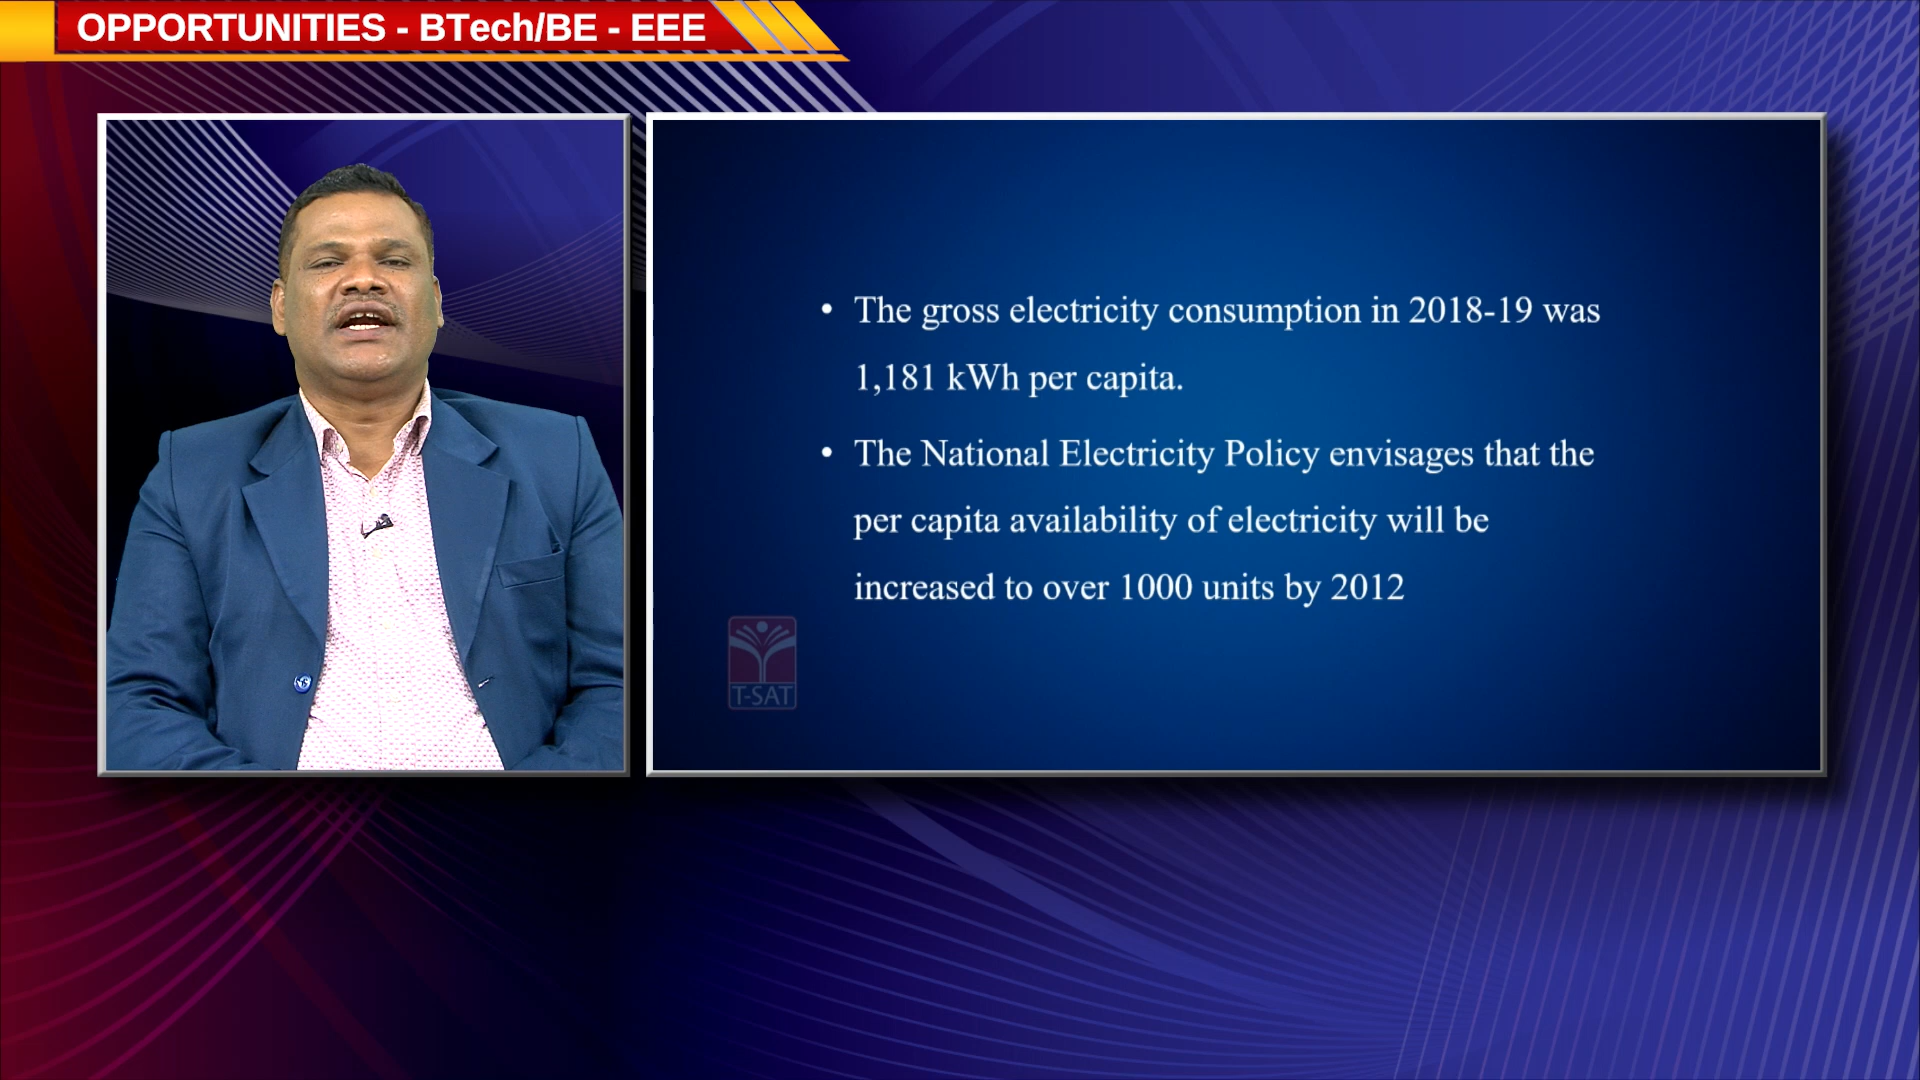 OPPORTUNITIES - BTech/BE - EEE
• The gross electricity consumption in 2018-19 was
1,181 kWh per capita.
• The National Electricity Policy envisages that the
per capita availability of electricity will be
increased to over 1000 units by 2012
T-SAT